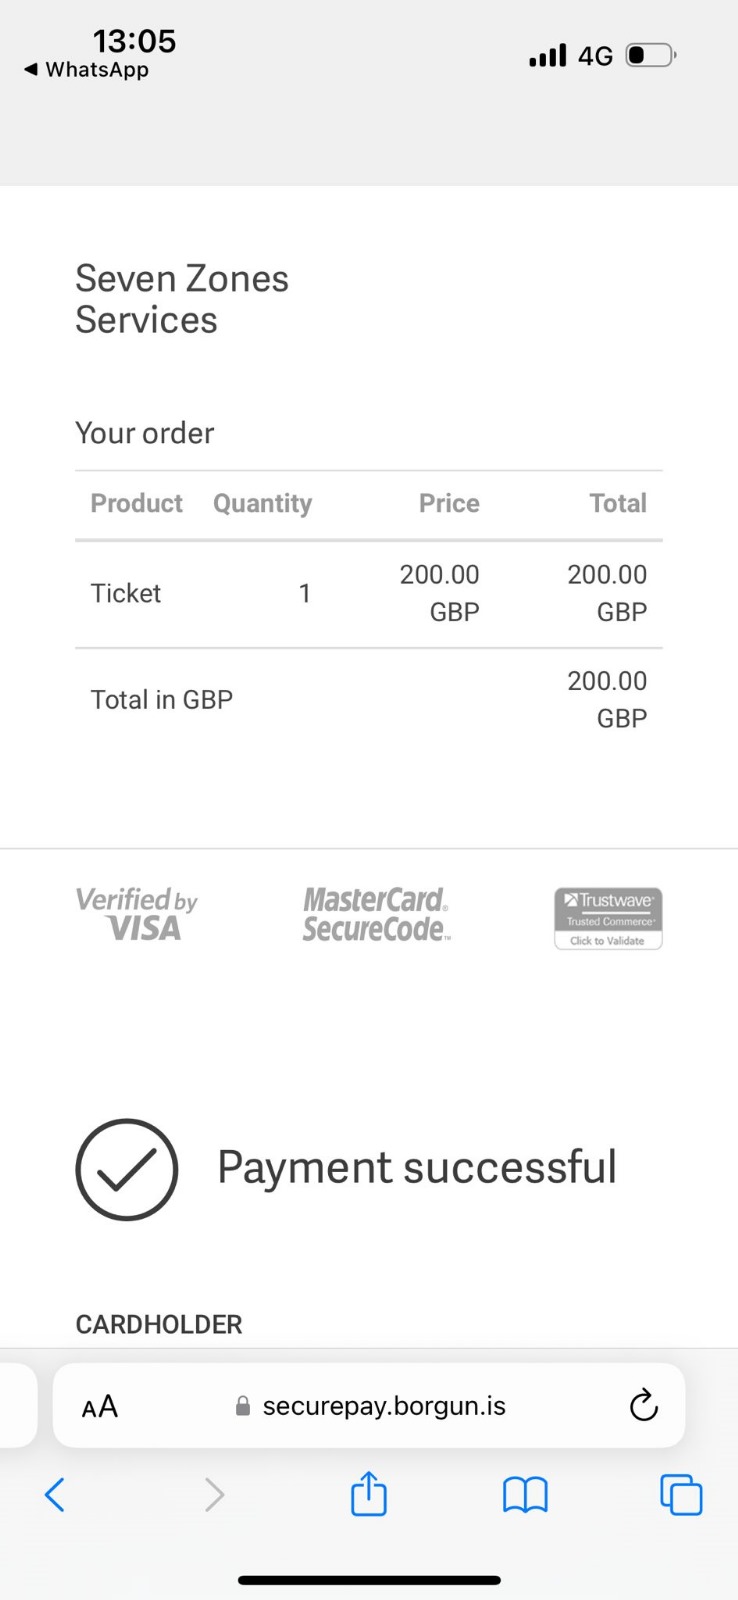 13:05
◀ WhatsApp
4G
Seven Zones
Services
Your order
Product Quantity Price Total
Ticket 1 200.00 GBP 200.00 GBP
Total in GBP 200.00 GBP
Verified by
VISA
MasterCard®
SecureCode™
Trustwave®
Trusted Commerce®
Click to Validate
Payment successful
CARDHOLDER
AA securepay.borgun.is